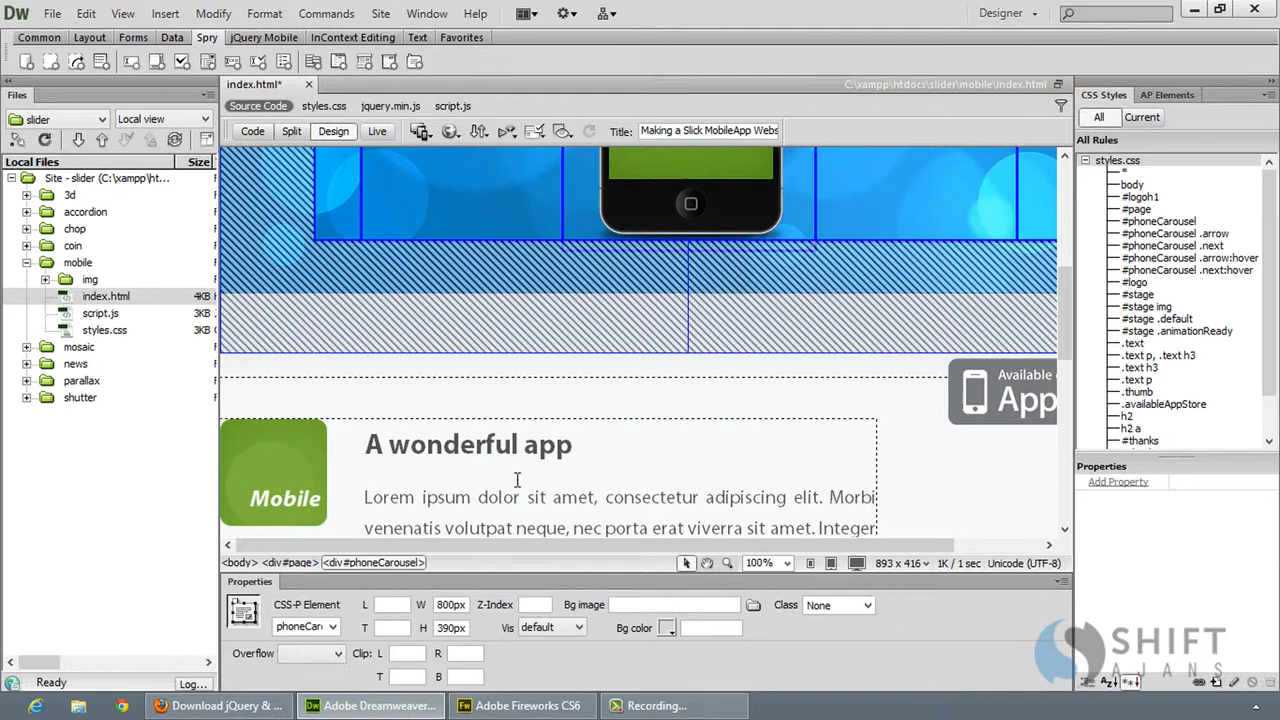 Dw File Edit View Insert Modify Format Commands Site Window Help Designer
Common Layout Forms Data Spry jQuery Mobile InContext Editing Text Favorites
Files
index.html*
C:\xampp\htdocs\slider\mobile\index.html
CSS Styles AP Elements
slider Local view
Source Code styles.css jquery.min.js script.js
All Current
Code Split Design Live Title: Making a Slick MobileApp Webs
All Rules
Local Files Size
Site - slider (C:\xampp\ht...
3d
accordion
chop
coin
mobile
img
index.html 4KB
script.js 3KB
styles.css 3KB
mosaic
news
parallax
shutter
styles.css
*
body
#logoh1
#page
#phoneCarousel
#phoneCarousel .arrow
#phoneCarousel .next
#phoneCarousel .arrow:hover
#phoneCarousel .next:hover
#logo
#stage
#stage img
#stage .default
#stage .animationReady
.text
.text p, .text h3
.text h3
.text p
.thumb
.availableAppStore
h2
h2 a
#thanks
Available
App
A wonderful app
Mobile
Lorem ipsum dolor sit amet, consectetur adipiscing elit. Morbi
venenatis volutpat neque, nec porta erat viverra sit amet. Integer
Properties
Add Property
<body> <div#page> <div#phoneCarousel>
100% 893 x 416 1K / 1 sec Unicode (UTF-8)
Properties
CSS-P Element L W 800px Z-Index Bg image Class None
phoneCar T H 390px Vis default Bg color
Overflow Clip: L R
T B
SHIFT
AJANS
Ready Log...
Download jQuery & ... Adobe Dreamweaver... Fw Adobe Fireworks CS6 Recording...